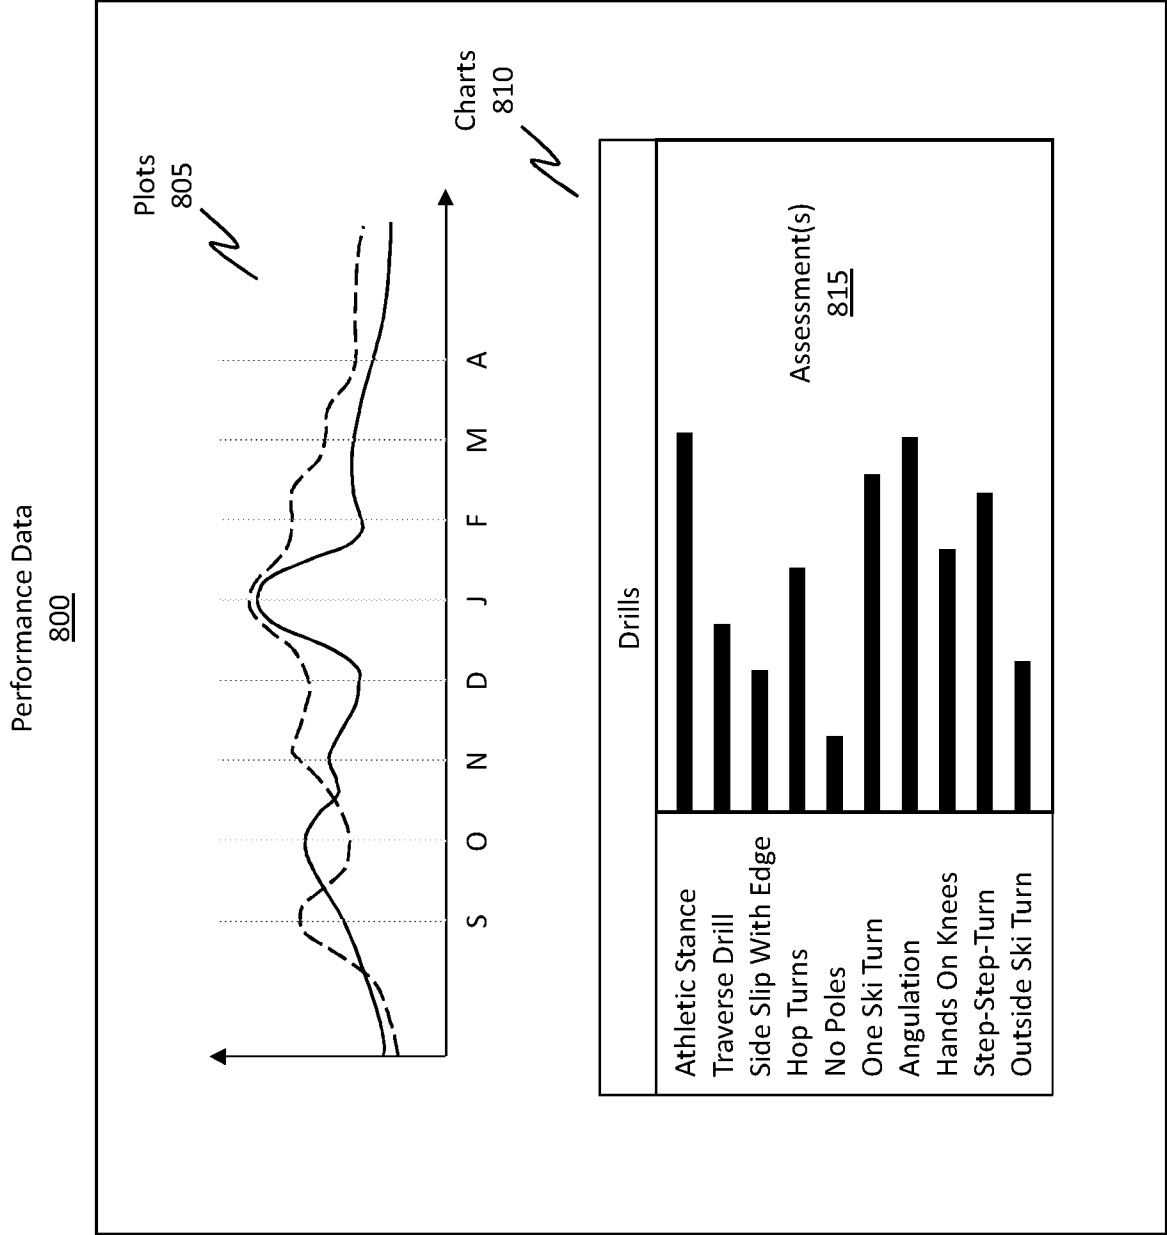 Performance Data
800
Plots
805
S O N D J F M A
Charts
810
Drills
Athletic Stance
Traverse Drill
Side Slip With Edge
Hop Turns
No Poles
One Ski Turn
Angulation
Hands On Knees
Step-Step-Turn
Outside Ski Turn
Assessment(s)
815